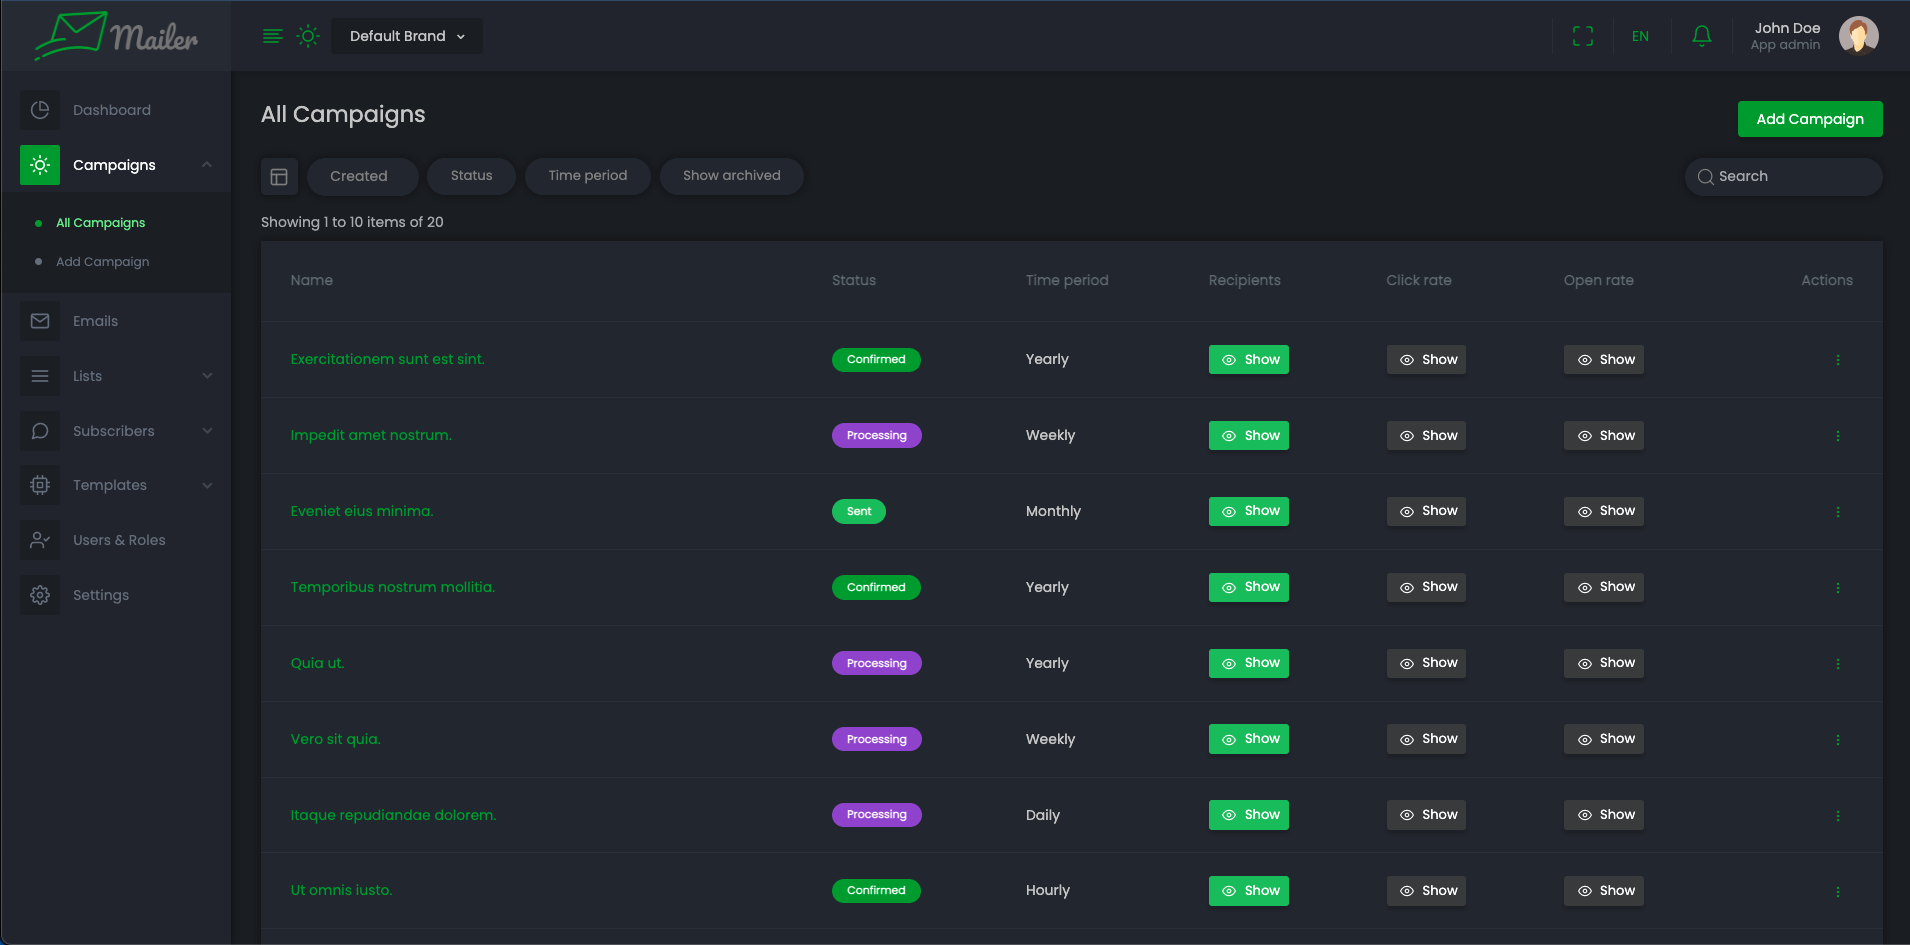 Mailer
Default Brand
EN
John Doe
App admin
Dashboard
Campaigns
All Campaigns
Add Campaign
Emails
Lists
Subscribers
Templates
Users & Roles
Settings
All Campaigns
Add Campaign
Created Status Time period Show archived
Search
Showing 1 to 10 items of 20
Name Status Time period Recipients Click rate Open rate Actions
Exercitationem sunt est sint. Confirmed Yearly Show Show Show
Impedit amet nostrum. Processing Weekly Show Show Show
Eveniet eius minima. Sent Monthly Show Show Show
Temporibus nostrum mollitia. Confirmed Yearly Show Show Show
Quia ut. Processing Yearly Show Show Show
Vero sit quia. Processing Weekly Show Show Show
Itaque repudiandae dolorem. Processing Daily Show Show Show
Ut omnis iusto. Confirmed Hourly Show Show Show